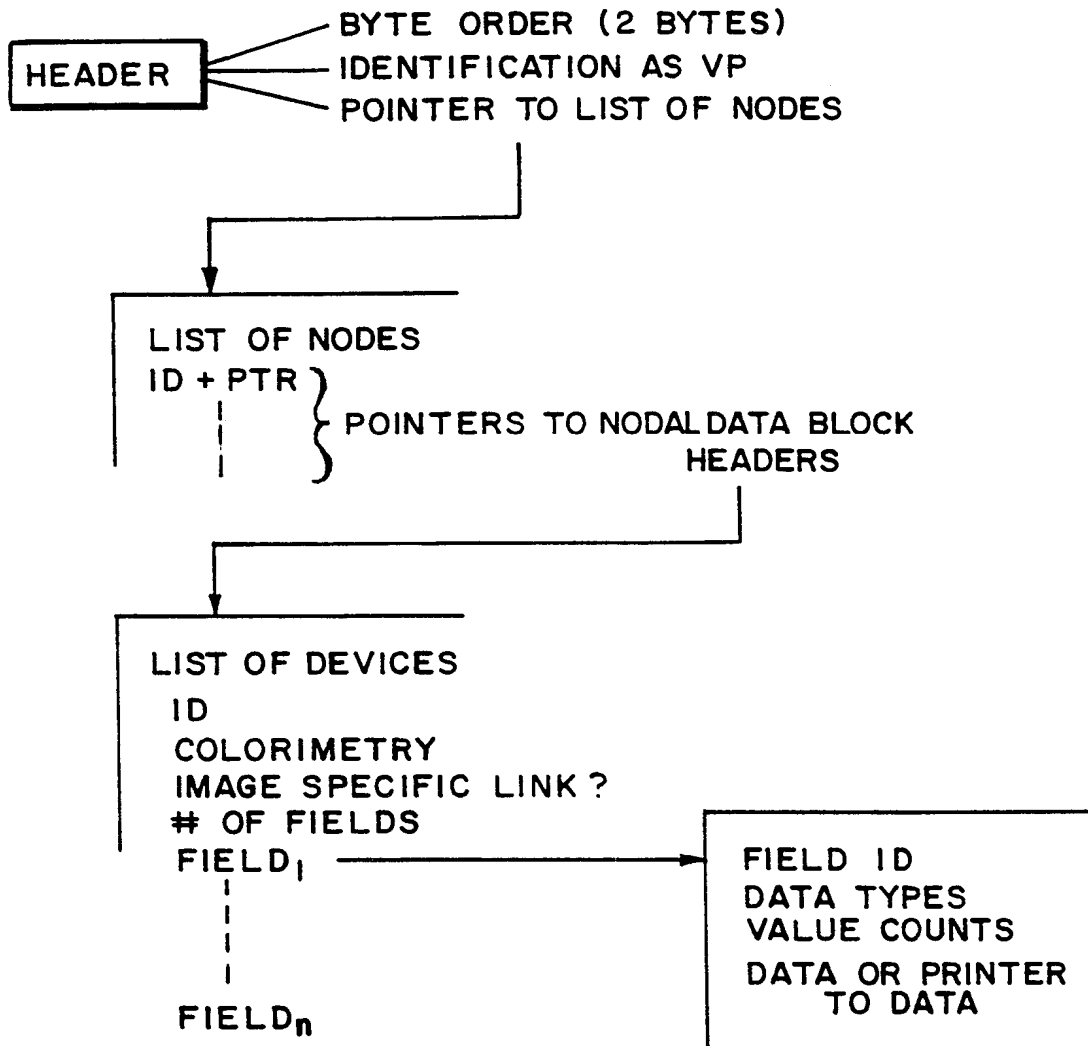 HEADER
BYTE ORDER (2 BYTES)
IDENTIFICATION AS VP
POINTER TO LIST OF NODES
LIST OF NODES
ID + PTR
POINTERS TO NODAL DATA BLOCK
HEADERS
LIST OF DEVICES
ID
COLORIMETRY
IMAGE SPECIFIC LINK ?
# OF FIELDS
FIELD₁
FIELDₙ
FIELD ID
DATA TYPES
VALUE COUNTS
DATA OR PRINTER
TO DATA